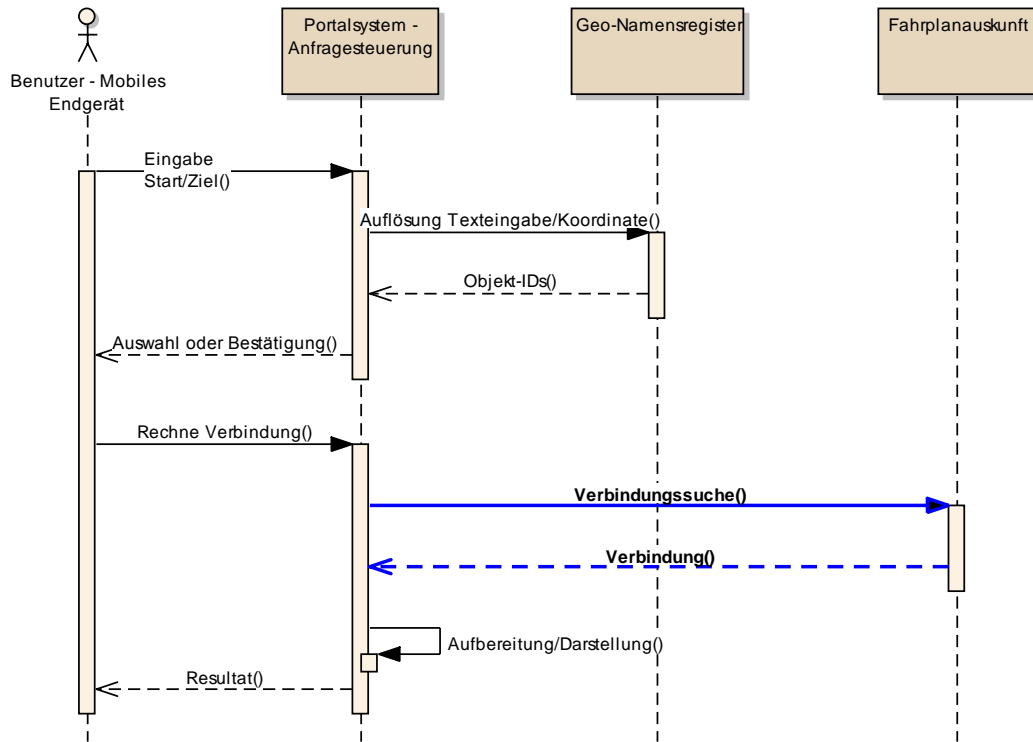 Benutzer - Mobiles
Endgerät
Portalsystem -
Anfragesteuerung
Geo-Namensregister
Fahrplanauskunft
Eingabe
Start/Ziel()
Auflösung Texteingabe/Koordinate()
Objekt-IDs()
Auswahl oder Bestätigung()
Rechne Verbindung()
Verbindungssuche()
Verbindung()
Aufbereitung/Darstellung()
Resultat()